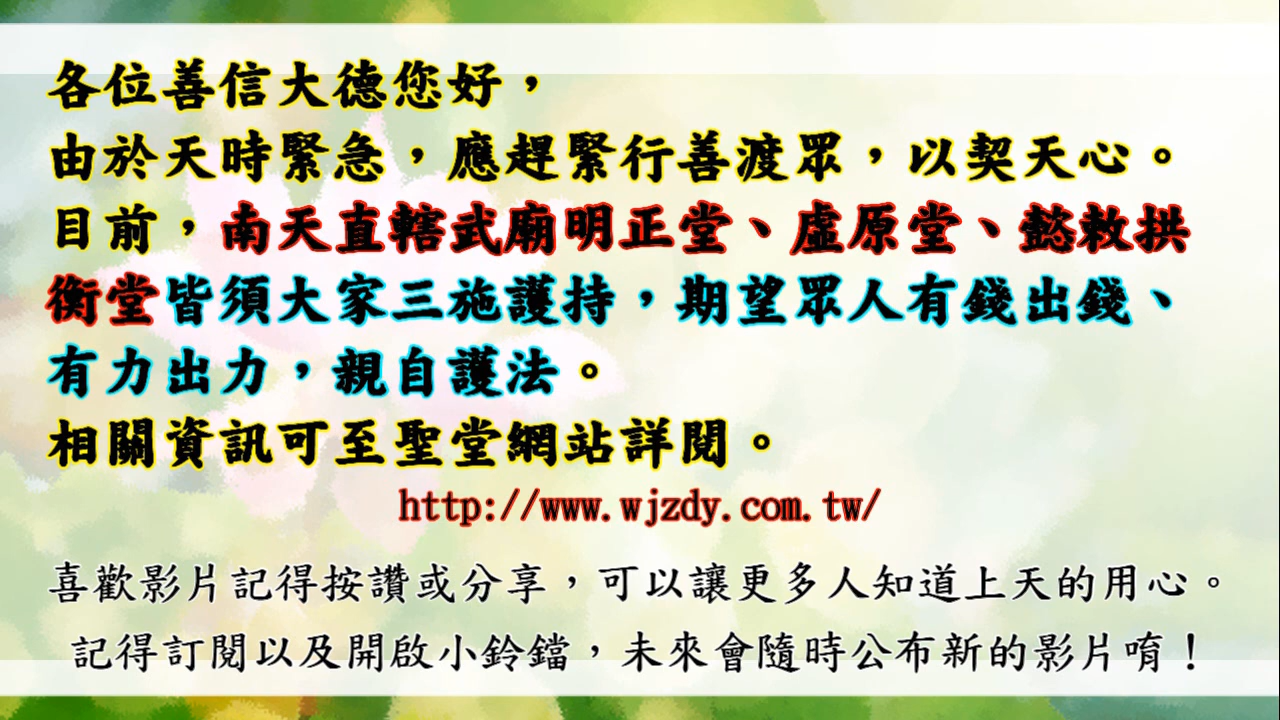 各位善信大德您好，
由於天時緊急，應趕緊行善渡眾，以契天心。
目前，南天直轄武廟明正堂、虛原堂、懿敕拱
衡堂皆須大家三施護持，期望眾人有錢出錢、
有力出力，親自護法。
相關資訊可至聖堂網站詳閱。
http://www.wjzdy.com.tw/
喜歡影片記得按讚或分享，可以讓更多人知道上天的用心。
記得訂閱以及開啟小鈴鐺，未來會隨時公布新的影片唷！